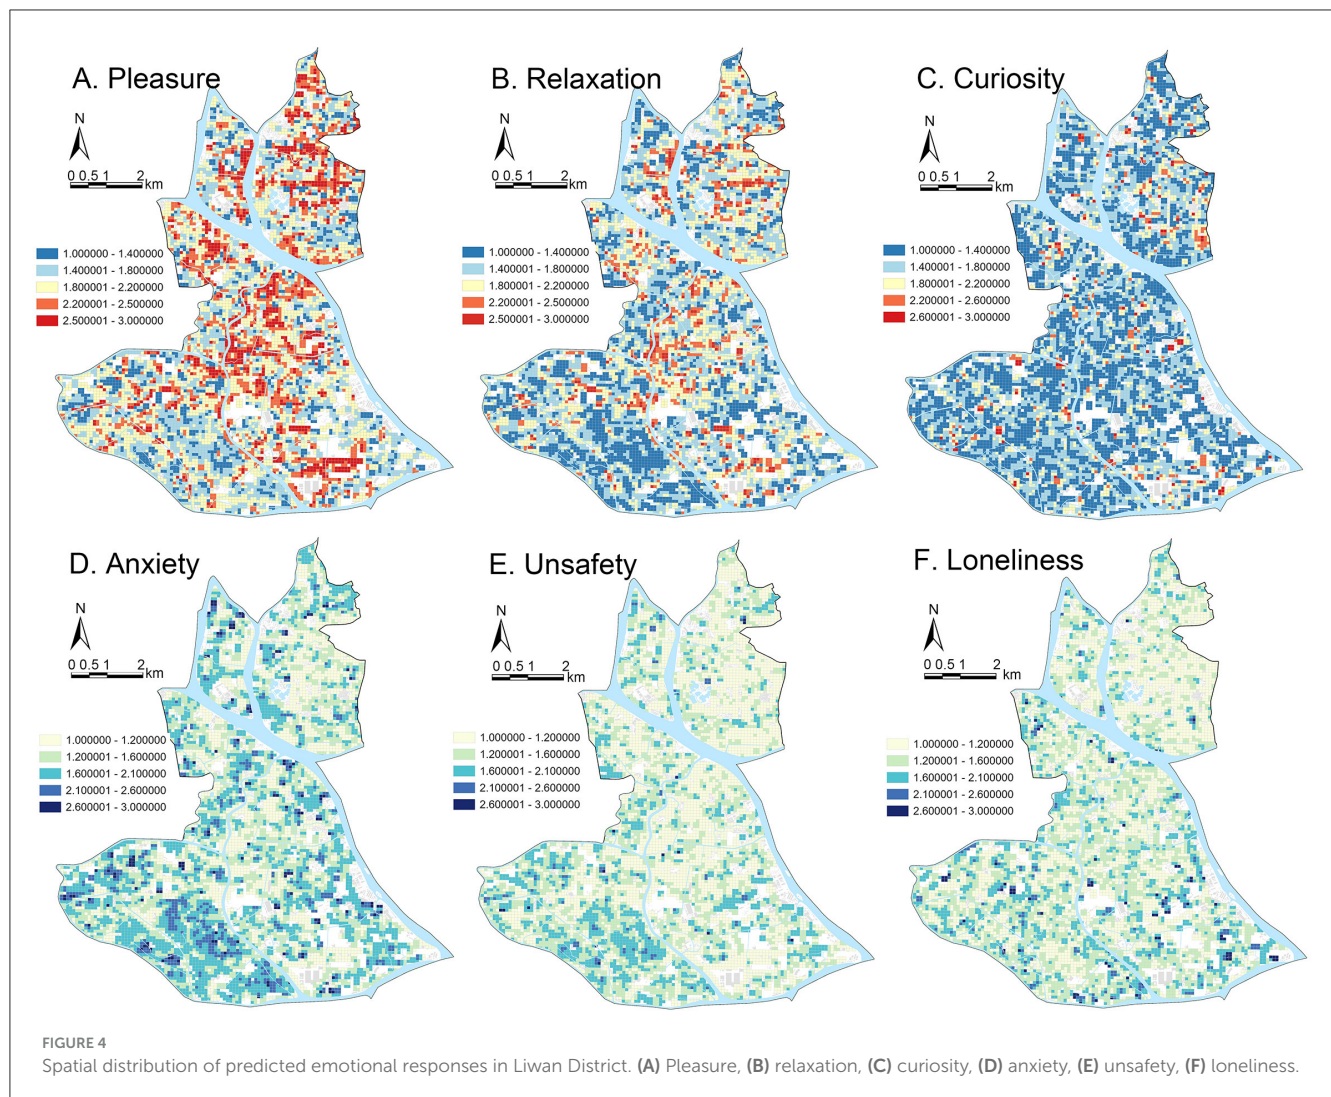 A. Pleasure
N
0 0.5 1 2
km
1.000000 - 1.400000
1.400001 - 1.800000
1.800001 - 2.200000
2.200001 - 2.500000
2.500001 - 3.000000
B. Relaxation
N
0 0.5 1 2
km
1.000000 - 1.400000
1.400001 - 1.800000
1.800001 - 2.200000
2.200001 - 2.500000
2.500001 - 3.000000
C. Curiosity
N
0 0.5 1 2
km
1.000000 - 1.400000
1.400001 - 1.800000
1.800001 - 2.200000
2.200001 - 2.600000
2.600001 - 3.000000
D. Anxiety
N
0 0.5 1 2
km
1.000000 - 1.200000
1.200001 - 1.600000
1.600001 - 2.100000
2.100001 - 2.600000
2.600001 - 3.000000
E. Unsafety
N
0 0.5 1 2
km
1.000000 - 1.200000
1.200001 - 1.600000
1.600001 - 2.100000
2.100001 - 2.600000
2.600001 - 3.000000
F. Loneliness
N
0 0.5 1 2
km
1.000000 - 1.200000
1.200001 - 1.600000
1.600001 - 2.100000
2.100001 - 2.600000
2.600001 - 3.000000
FIGURE 4
Spatial distribution of predicted emotional responses in Liwan District. (A) Pleasure, (B) relaxation, (C) curiosity, (D) anxiety, (E) unsafety, (F) loneliness.